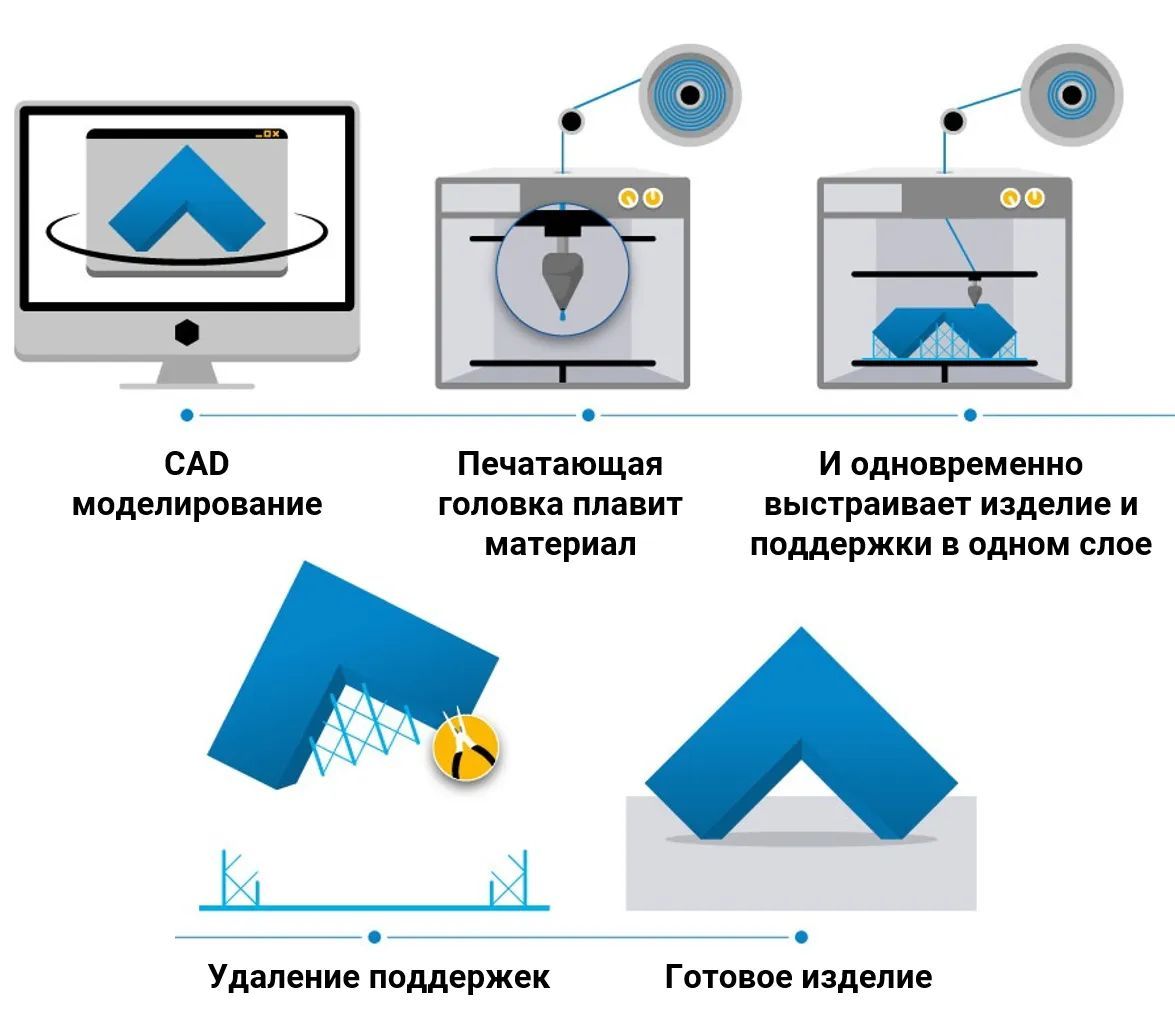 CAD
моделирование
Печатающая
головка плавит
материал
И одновременно
выстраивает изделие и
поддержки в одном слое
Удаление поддержек
Готовое изделие